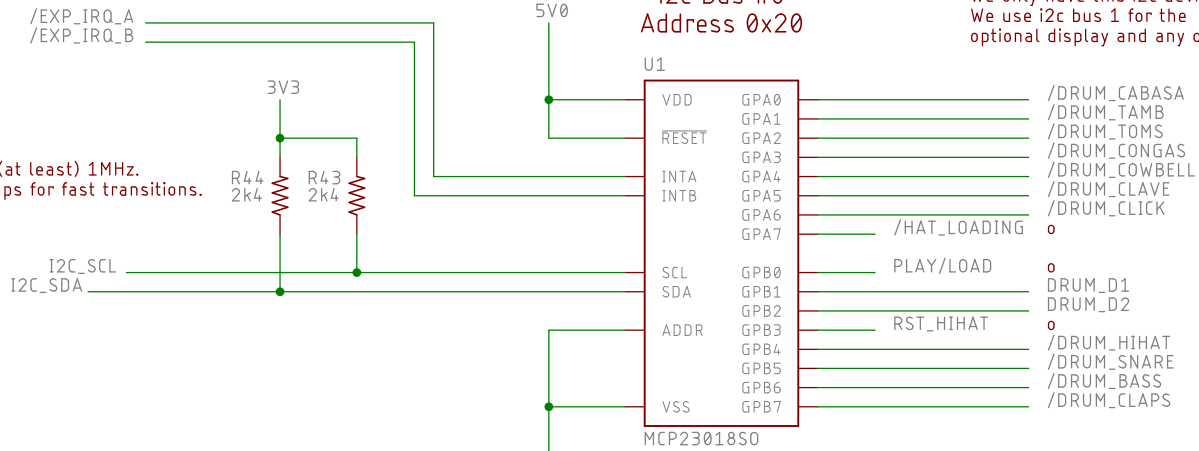 /EXP_IRQ_A
/EXP_IRQ_B
5V0
Address 0x20
We use i2c bus 1 for the
optional display and any
U1
3V3
(at least) 1MHz.
for fast transitions.
R44
2k4
R43
2k4
I2C_SCL
I2C_SDA
VDD
RESET
INTA
INTB
SCL
SDA
ADDR
VSS
GPA0
GPA1
GPA2
GPA3
GPA4
GPA5
GPA6
GPA7
GPB0
GPB1
GPB2
GPB3
GPB4
GPB5
GPB6
GPB7
MCP23018SO
/DRUM_CABASA
/DRUM_TAMB
/DRUM_TOMS
/DRUM_CONGAS
/DRUM_COWBELL
/DRUM_CLAVE
/DRUM_CLICK
/HAT_LOADING o
PLAY/LOAD o
DRUM_D1
DRUM_D2
RST_HIHAT o
/DRUM_HIHAT
/DRUM_SNARE
/DRUM_BASS
/DRUM_CLAPS